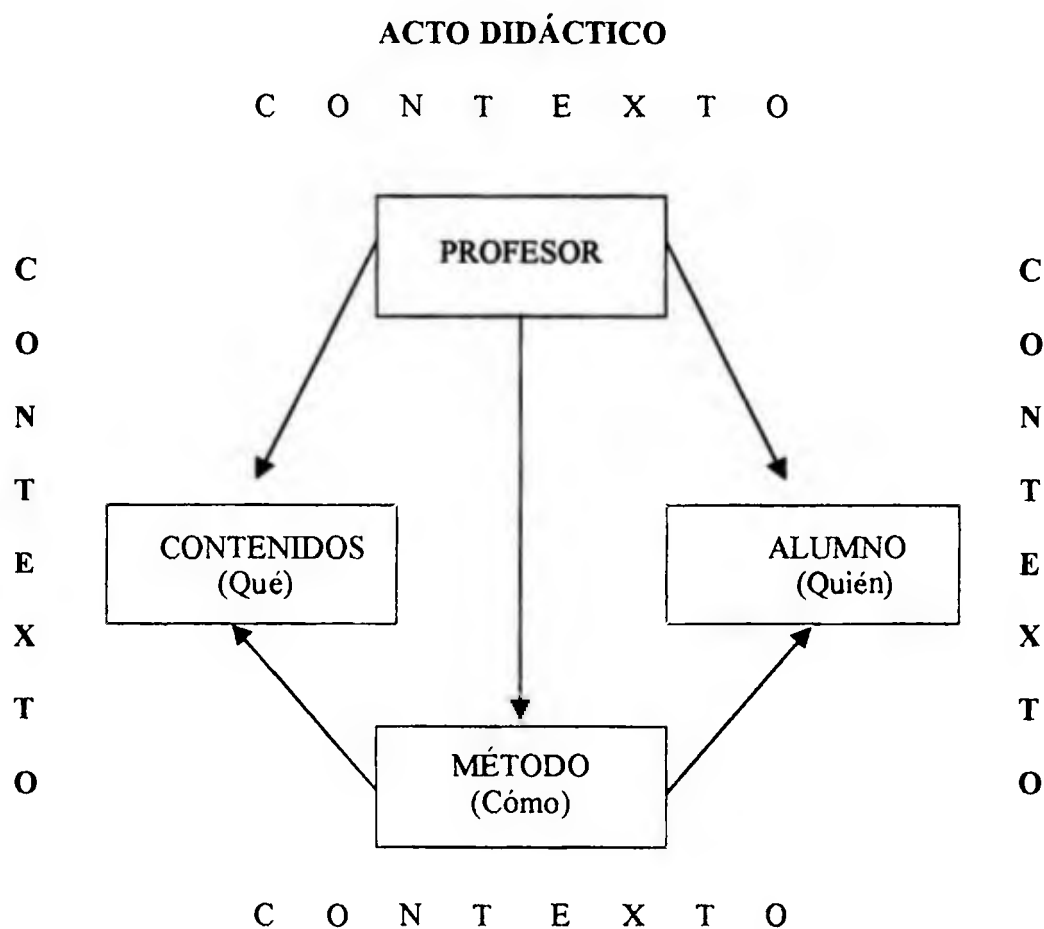 ACTO DIDÁCTICO
C O N T E X T O
PROFESOR
C O N T E X T O
C O N T E X T O
CONTENIDOS
(Qué)
ALUMNO
(Quién)
MÉTODO
(Cómo)
C O N T E X T O